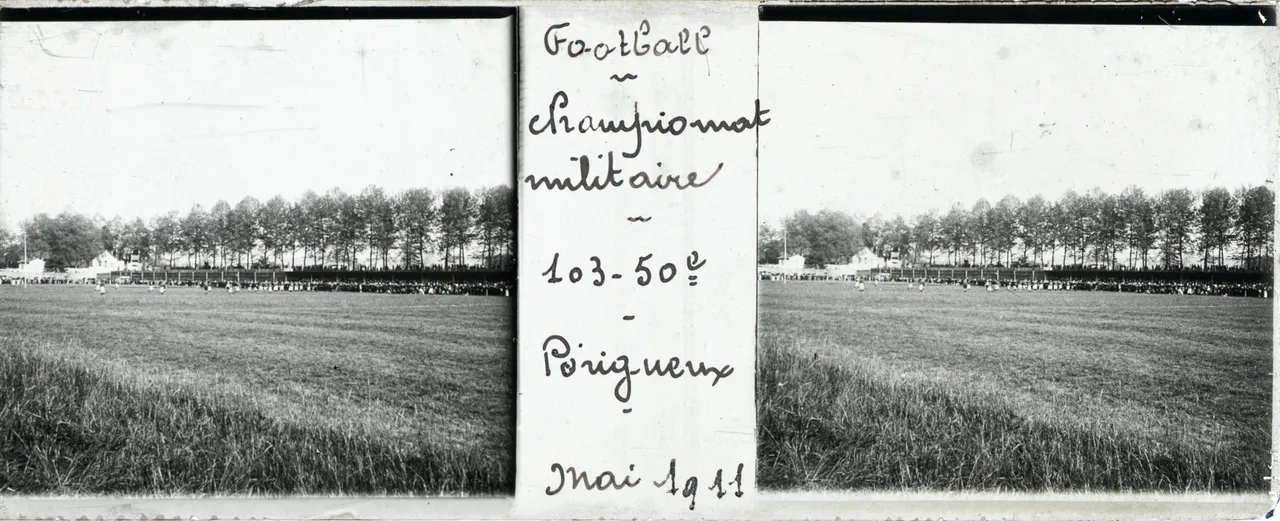 Football
~
championnat
militaire
~
103-50e
-
Périgueux
-
Mai 1911